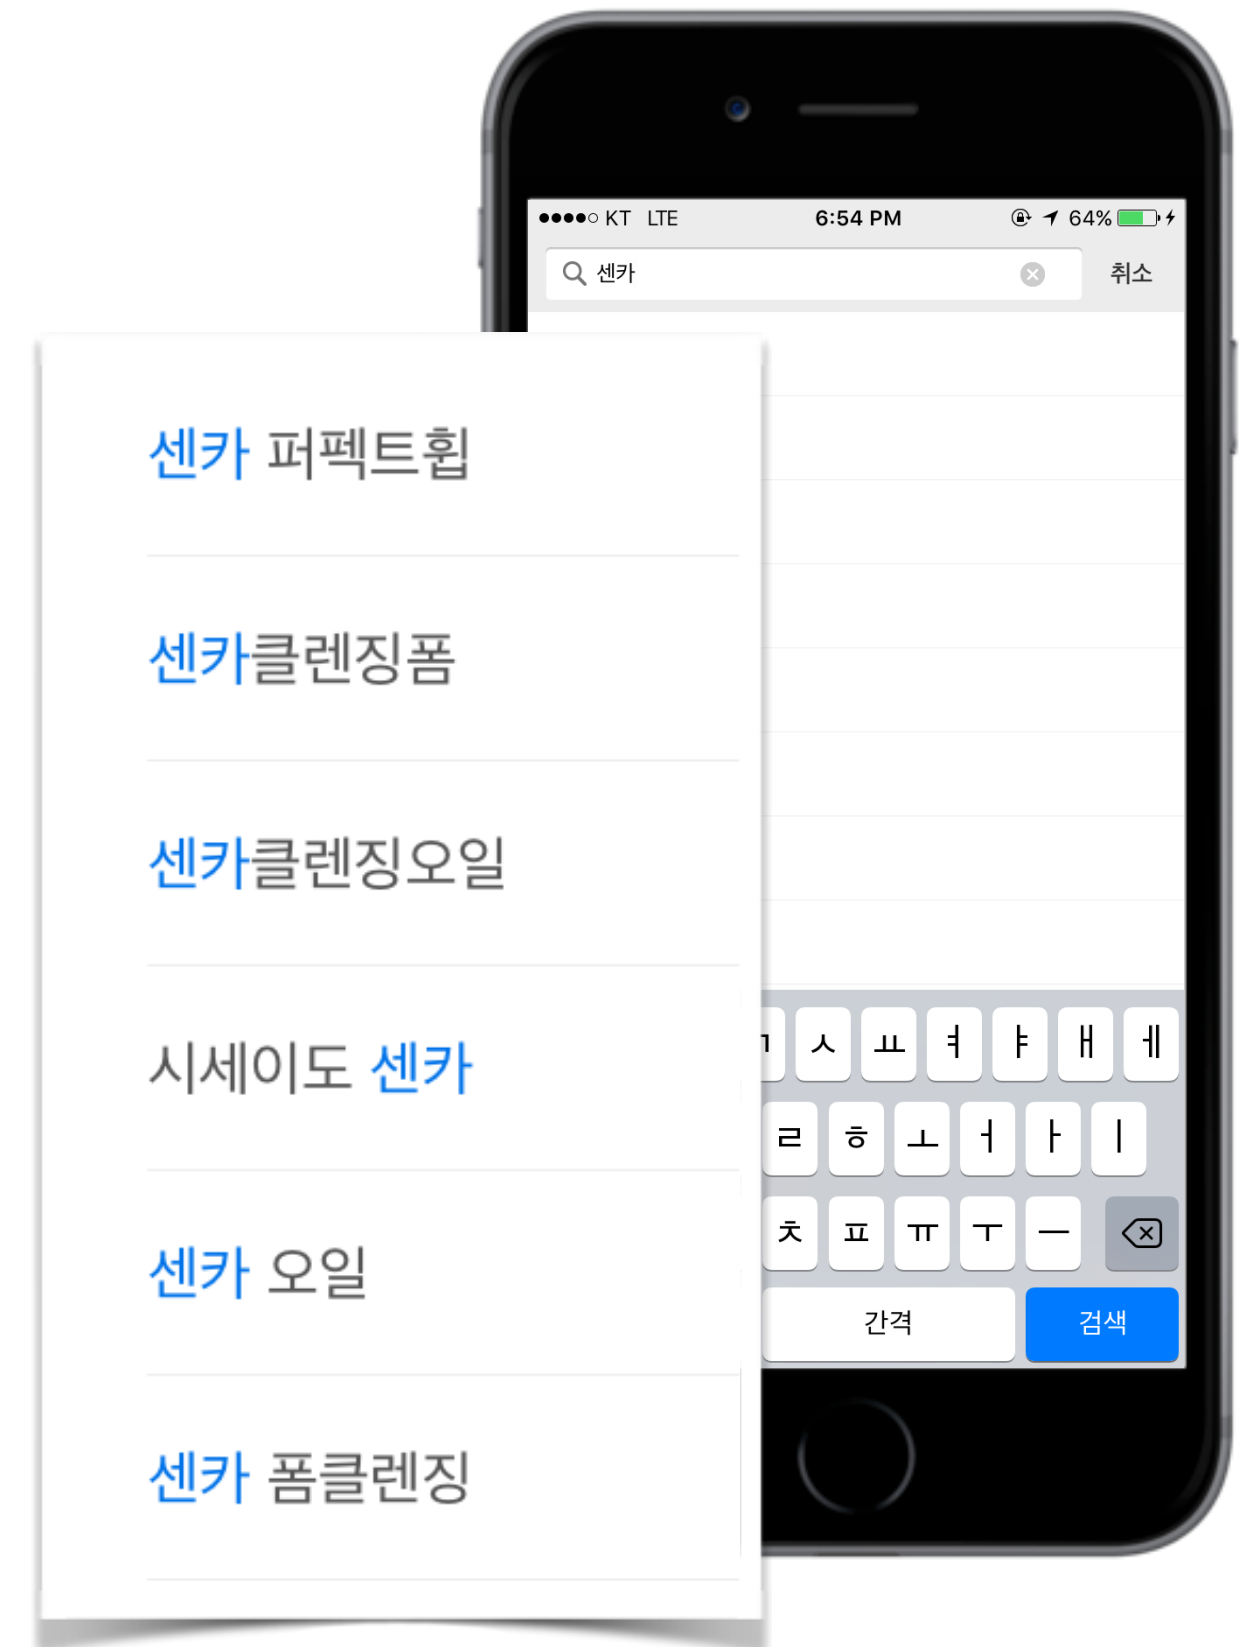 KT LTE 6:54 PM 64%
센카 취소
센카 퍼펙트휩
센카클렌징폼
센카클렌징오일
시세이도 센카
센카 오일
센카 폼클렌징
ㅅ ㅛ ㅕ ㅑ ㅐ ㅔ
ㄹ ㅎ ㅗ ㅓ ㅏ ㅣ
ㅊ ㅍ ㅠ ㅜ ㅡ
간격 검색